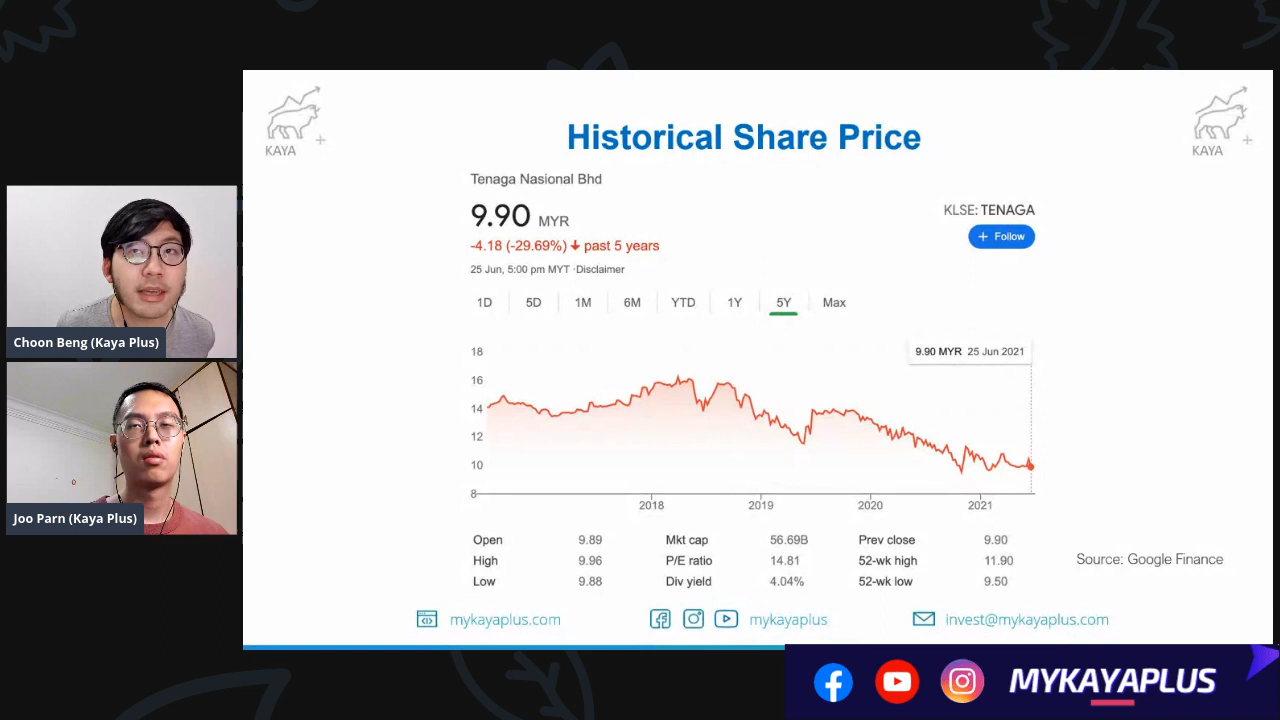 KAYA
KAYA
Historical Share Price
Tenaga Nasional Bhd
9.90 MYR
KLSE: TENAGA
+ Follow
-4.18 (-29.69%) ↓ past 5 years
25 Jun, 5:00 pm MYT ·Disclaimer
1D 5D 1M 6M YTD 1Y 5Y Max
9.90 MYR 25 Jun 2021
18
16
14
12
10
8
2018 2019 2020 2021
Open 9.89 Mkt cap 56.69B Prev close 9.90
High 9.96 P/E ratio 14.81 52-wk high 11.90
Low 9.88 Div yield 4.04% 52-wk low 9.50
Source: Google Finance
mykayaplus.com mykayaplus invest@mykayaplus.com
Choon Beng (Kaya Plus)
Joo Parn (Kaya Plus)
MYKAYAPLUS